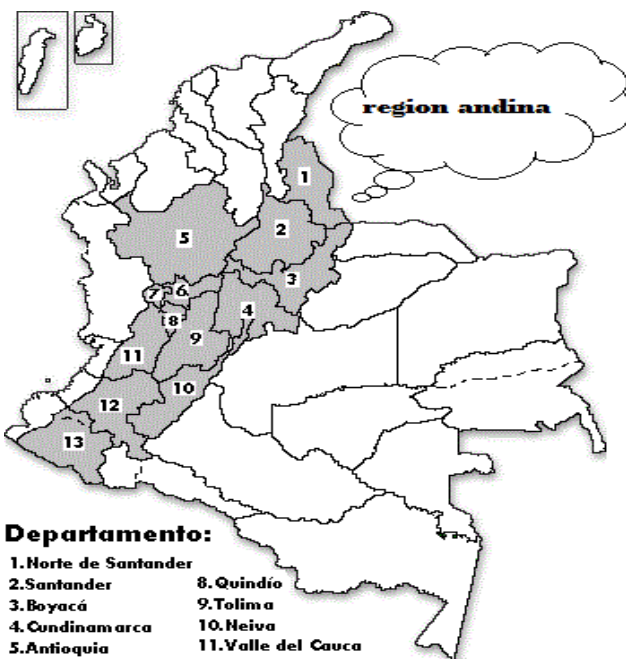 region andina
1
2
5
3
7
6
4
8
9
11
10
12
13
Departamento:
1.Norte de Santander
2.Santander
3.Boyacá
4.Cundinamarca
5.Antioquia
8.Quindío
9.Tolima
10.Neiva
11.Valle del Cauca